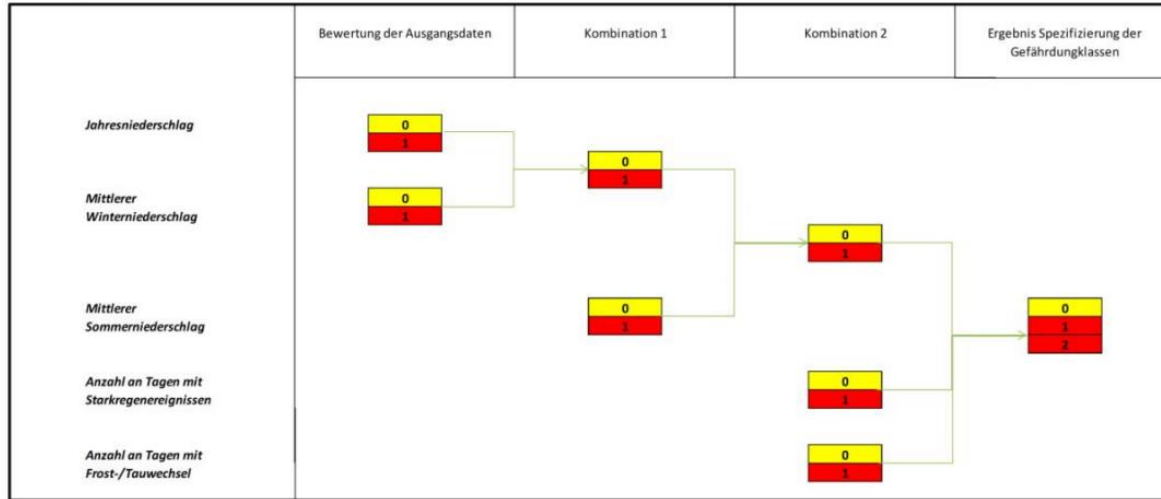 Bewertung der Ausgangsdaten
Kombination 1
Kombination 2
Ergebnis Spezifizierung der
Gefährdungklassen
Jahresniederschlag
0
1
0
1
Mittlerer
Winterniederschlag
0
1
0
1
Mittlerer
Sommerniederschlag
0
1
0
1
2
Anzahl an Tagen mit
Starkregenereignissen
0
1
Anzahl an Tagen mit
Frost-/Tauwechsel
0
1